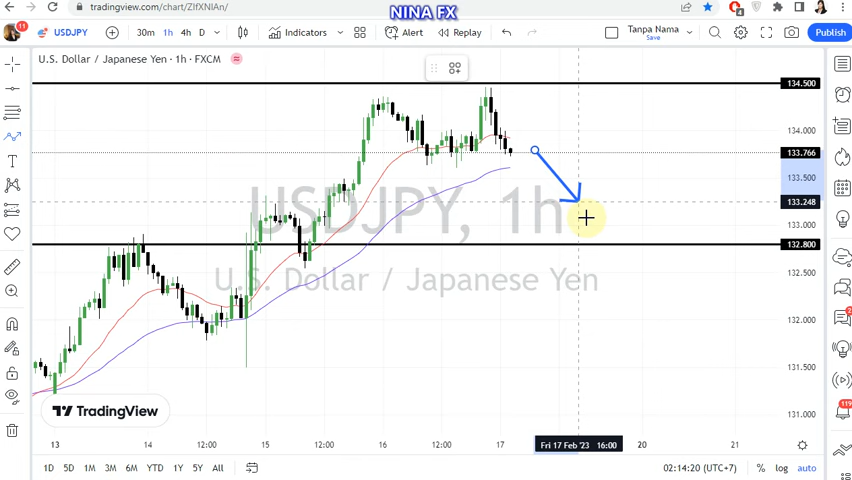 tradingview.com/chart/ZIfXNIAn/
NINA FX
11
4
USDJPY
30m 1h 4h D
Indicators
Alert
Replay
Tanpa Nama
Save
Publish
U.S. Dollar / Japanese Yen · 1h · FXCM
134.500
134.000
133.766
133.500
133.248
133.000
132.800
132.500
132.000
131.500
131.000
USDJPY, 1h
U.S. Dollar / Japanese Yen
TradingView
2
119
13 14 12:00 15 12:00 16 12:00 17 Fri 17 Feb '23 16:00 20 21
1D 5D 1M 3M 6M YTD 1Y 5Y All
02:14:20 (UTC+7)
% log auto